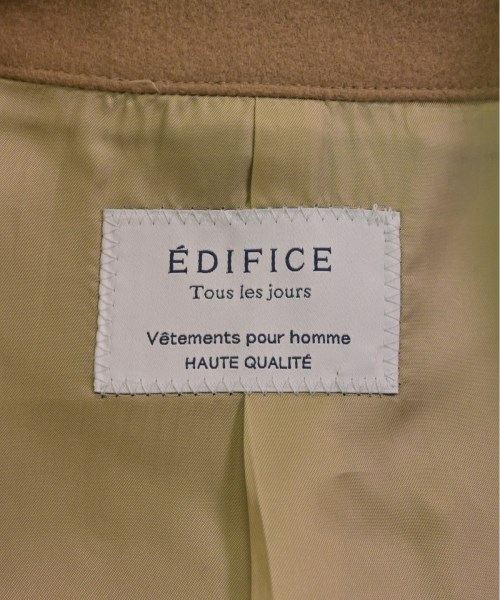 ÉDIFICE
Tous les jours
Vêtements pour homme
HAUTE QUALITÉ